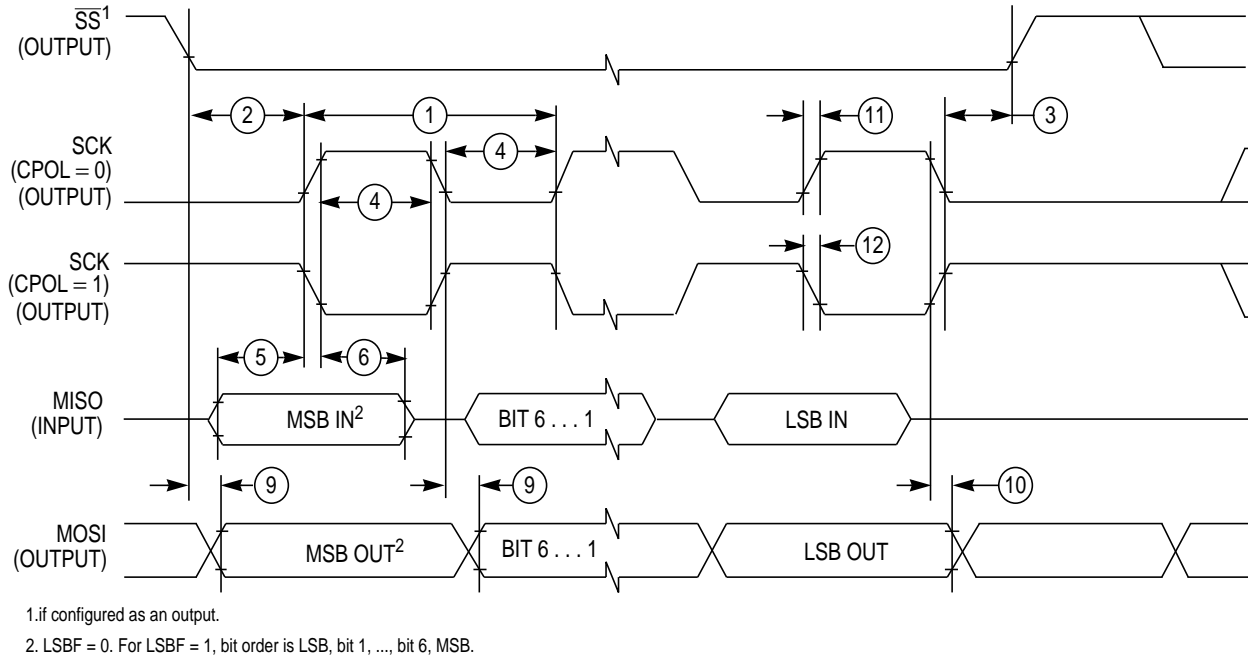 SS¹
(OUTPUT)
2
1
11
3
SCK
(CPOL = 0)
(OUTPUT)
4
4
12
SCK
(CPOL = 1)
(OUTPUT)
5
6
MISO
(INPUT)
MSB IN²
BIT 6 . . . 1
LSB IN
9
9
10
MOSI
(OUTPUT)
MSB OUT²
BIT 6 . . . 1
LSB OUT
1.if configured as an output.
2. LSBF = 0. For LSBF = 1, bit order is LSB, bit 1, ..., bit 6, MSB.